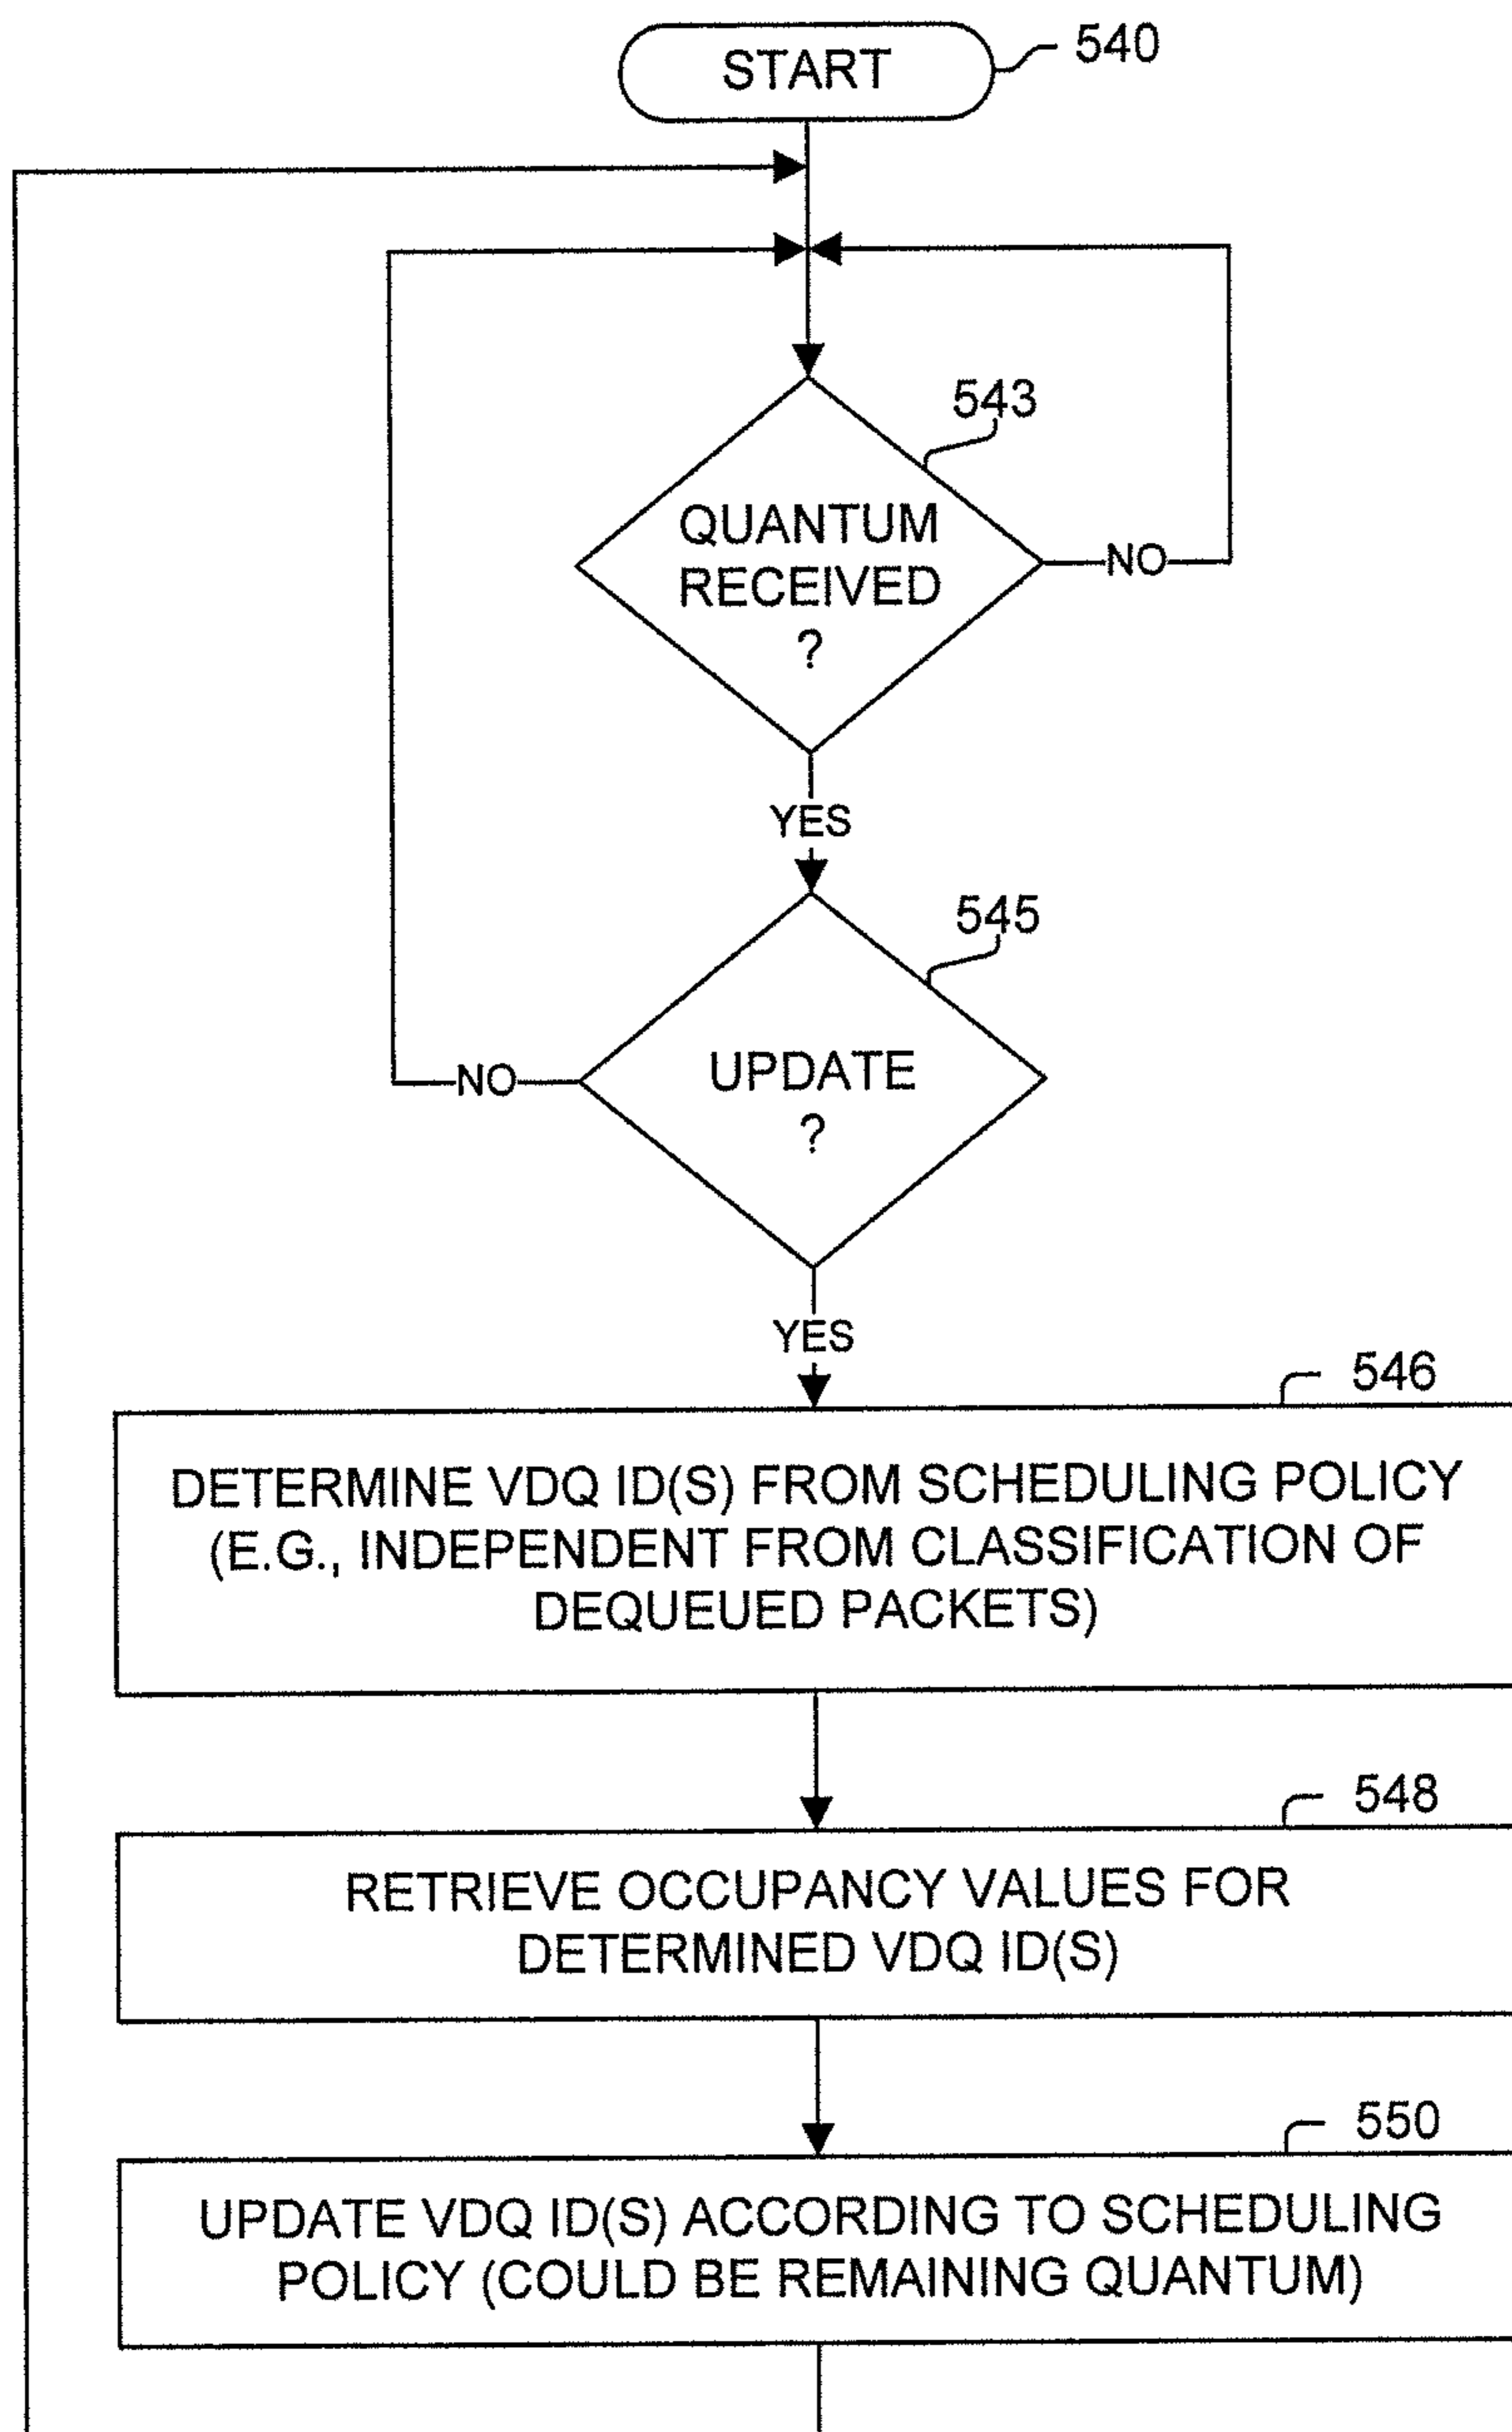 START
540
543
QUANTUM
RECEIVED
?
NO
YES
545
UPDATE
?
NO
YES
546
DETERMINE VDQ ID(S) FROM SCHEDULING POLICY
(E.G., INDEPENDENT FROM CLASSIFICATION OF
DEQUEUED PACKETS)
548
RETRIEVE OCCUPANCY VALUES FOR
DETERMINED VDQ ID(S)
550
UPDATE VDQ ID(S) ACCORDING TO SCHEDULING
POLICY (COULD BE REMAINING QUANTUM)